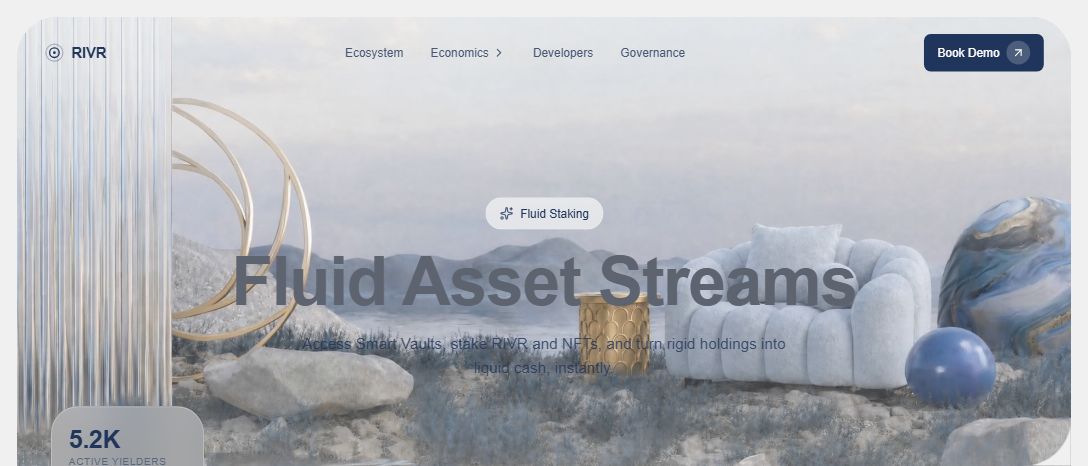 RIVR
Ecosystem
Economics
Developers
Governance
Book Demo
Fluid Staking
Fluid Asset Streams
Access Smart Vaults, stake RIVR and NFTs, and turn rigid holdings into
liquid cash, instantly.
5.2K
ACTIVE YIELDERS